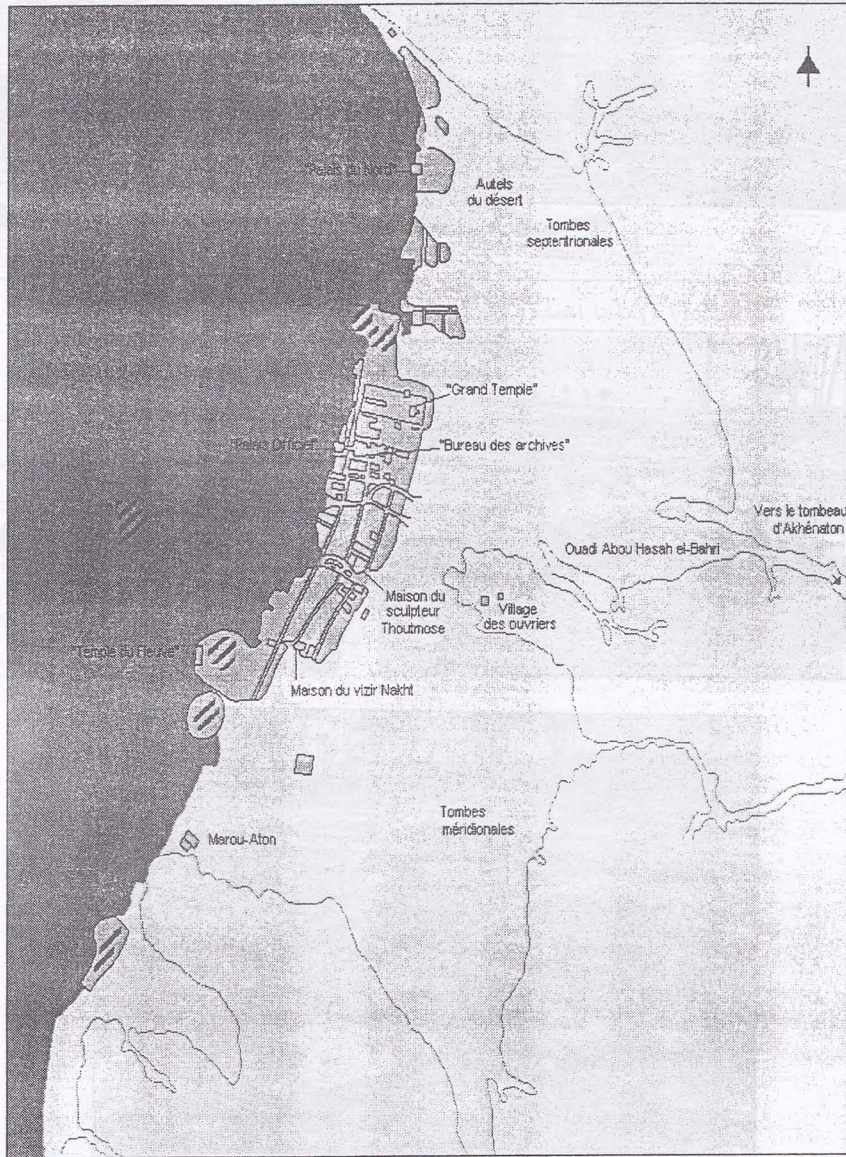 "Palais du Nord"
Autels
du désert
Tombes
septentrionales
"Grand Temple"
"Palais Officiel"
"Bureau des archives"
Vers le tombeau
d'Akhénaton
Ouadi Abou Hasah el-Bahri
Maison du
sculpteur
Thoutmose
Village
des ouvriers
"Temple du Fleuve"
Maison du vizir Nakht
Tombes
méridionales
Marou-Aton